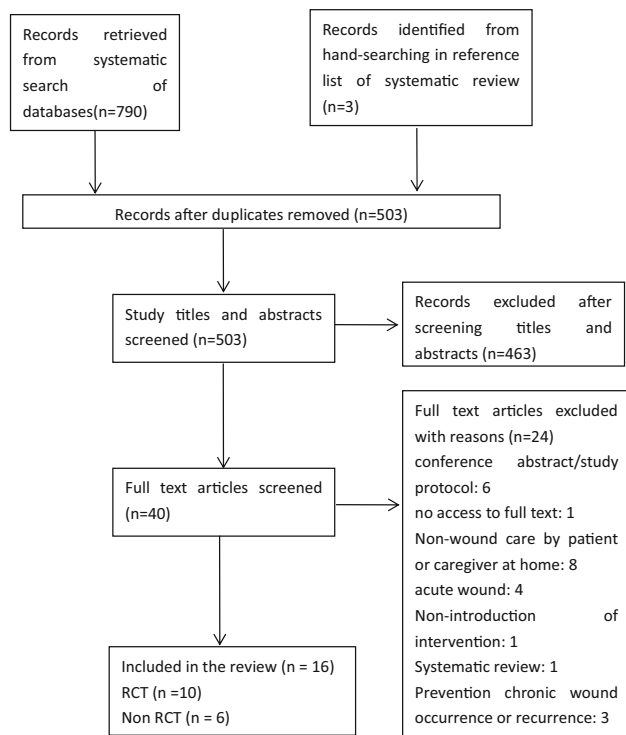 Records retrieved
from systematic
search of
databases(n=790)
Records identified from
hand-searching in reference
list of systematic review
(n=3)
Records after duplicates removed (n=503)
Study titles and abstracts
screened (n=503)
Records excluded after
screening titles and
abstracts (n=463)
Full text articles screened
(n=40)
Full text articles excluded
with reasons (n=24)
conference abstract/study
protocol: 6
no access to full text: 1
Non-wound care by patient
or caregiver at home: 8
acute wound: 4
Non-introduction of
intervention: 1
Systematic review: 1
Prevention chronic wound
occurrence or recurrence: 3
Included in the review (n = 16)
RCT (n =10)
Non RCT (n = 6)